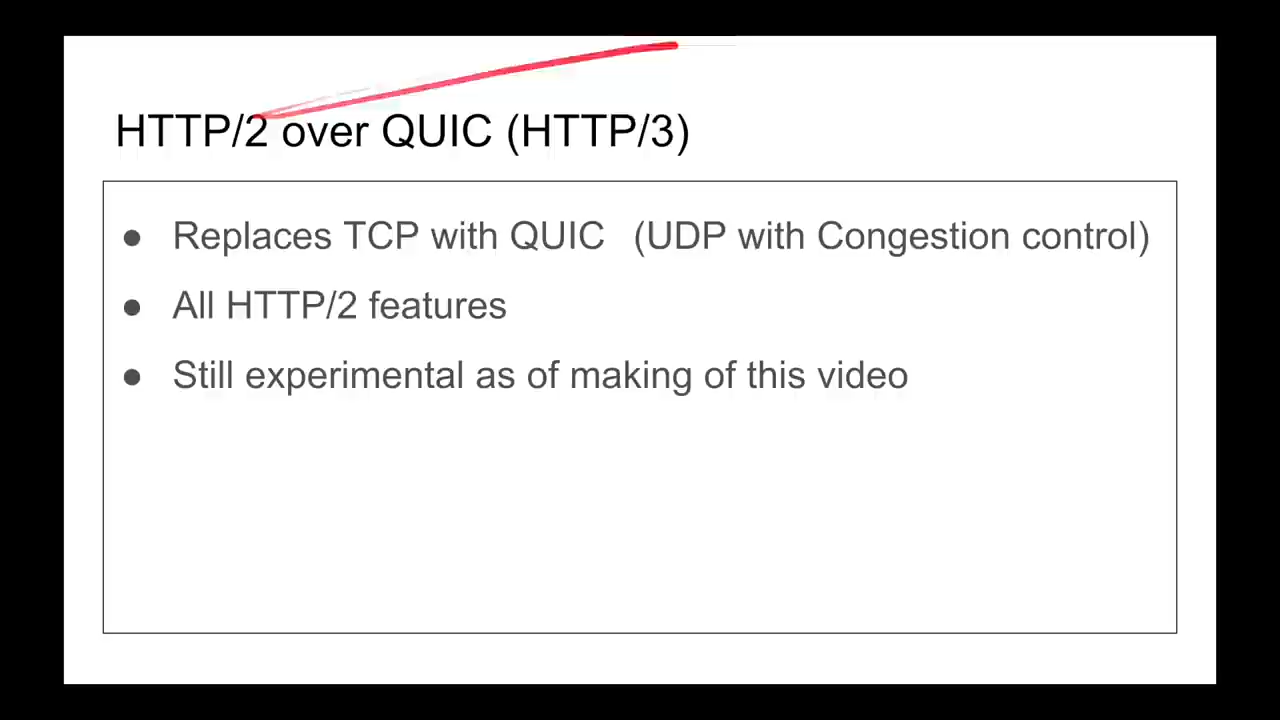 HTTP/2 over QUIC (HTTP/3)
● Replaces TCP with QUIC (UDP with Congestion control)
● All HTTP/2 features
● Still experimental as of making of this video